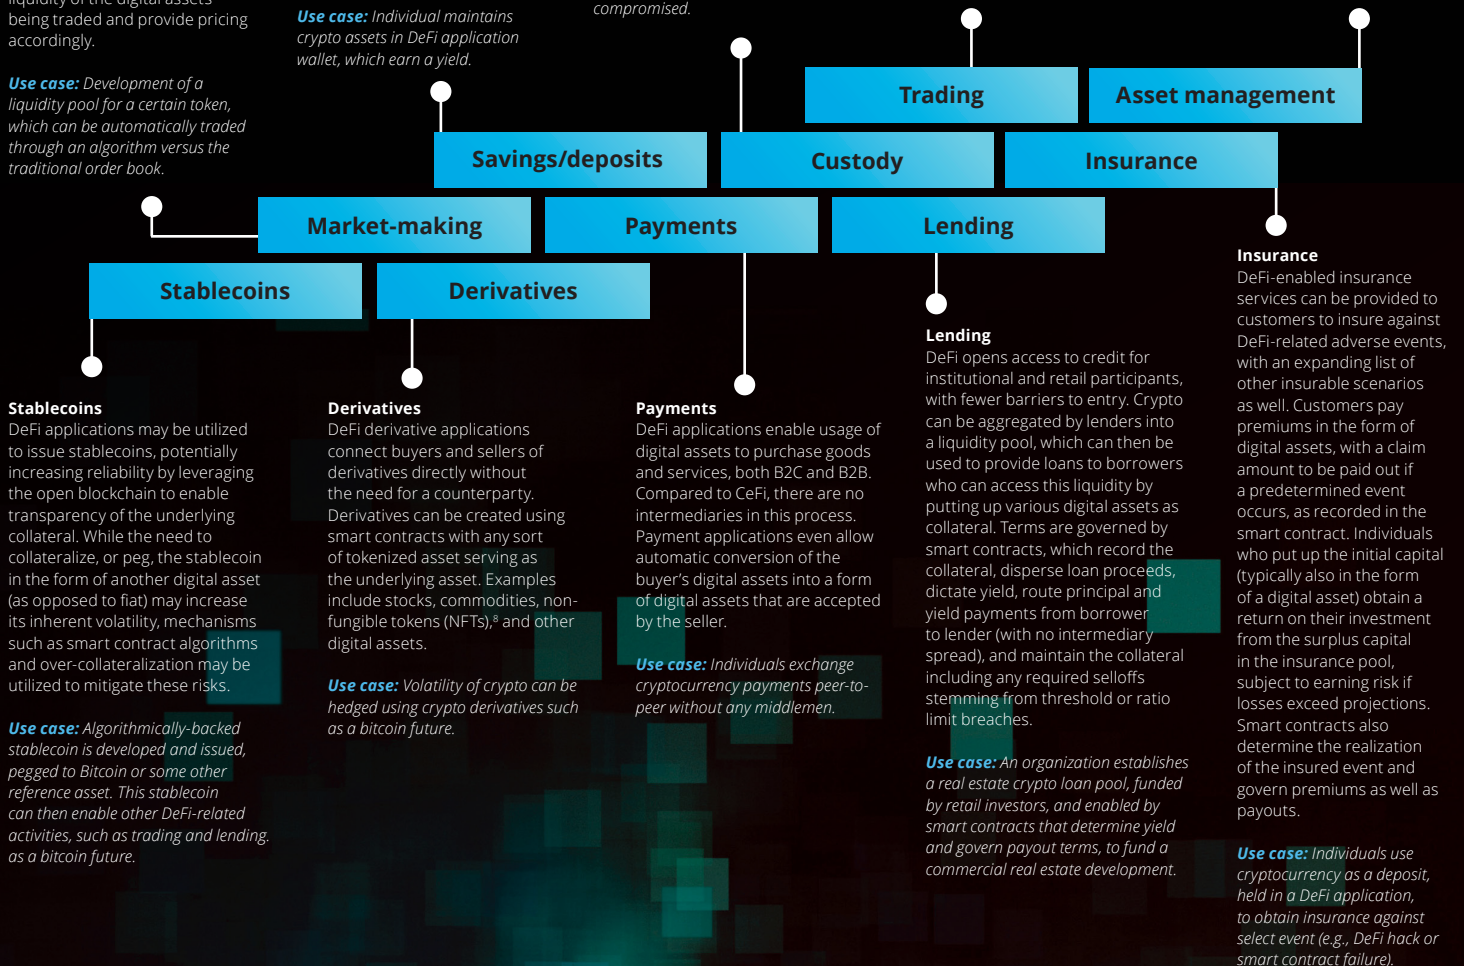 liquidity of the digital assets
being traded and provide pricing
accordingly.
Use case: Development of a
liquidity pool for a certain token,
which can be automatically traded
through an algorithm versus the
traditional order book.
Use case: Individual maintains
crypto assets in DeFi application
wallet, which earn a yield.
compromised.
Trading
Asset management
Savings/deposits
Custody
Insurance
Market-making
Payments
Lending
Stablecoins
Derivatives
Stablecoins
DeFi applications may be utilized
to issue stablecoins, potentially
increasing reliability by leveraging
the open blockchain to enable
transparency of the underlying
collateral. While the need to
collateralize, or peg, the stablecoin
in the form of another digital asset
(as opposed to fiat) may increase
its inherent volatility, mechanisms
such as smart contract algorithms
and over-collateralization may be
utilized to mitigate these risks.
Use case: Algorithmically-backed
stablecoin is developed and issued,
pegged to Bitcoin or some other
reference asset. This stablecoin
can then enable other DeFi-related
activities, such as trading and lending.
as a bitcoin future.
Derivatives
DeFi derivative applications
connect buyers and sellers of
derivatives directly without
the need for a counterparty.
Derivatives can be created using
smart contracts with any sort
of tokenized asset serving as
the underlying asset. Examples
include stocks, commodities, non-
fungible tokens (NFTs),⁸ and other
digital assets.
Use case: Volatility of crypto can be
hedged using crypto derivatives such
as a bitcoin future.
Payments
DeFi applications enable usage of
digital assets to purchase goods
and services, both B2C and B2B.
Compared to CeFi, there are no
intermediaries in this process.
Payment applications even allow
automatic conversion of the
buyer’s digital assets into a form
of digital assets that are accepted
by the seller.
Use case: Individuals exchange
cryptocurrency payments peer-to-
peer without any middlemen.
Lending
DeFi opens access to credit for
institutional and retail participants,
with fewer barriers to entry. Crypto
can be aggregated by lenders into
a liquidity pool, which can then be
used to provide loans to borrowers
who can access this liquidity by
putting up various digital assets as
collateral. Terms are governed by
smart contracts, which record the
collateral, disperse loan proceeds,
dictate yield, route principal and
yield payments from borrower
to lender (with no intermediary
spread), and maintain the collateral
including any required selloffs
stemming from threshold or ratio
limit breaches.
Use case: An organization establishes
a real estate crypto loan pool, funded
by retail investors, and enabled by
smart contracts that determine yield
and govern payout terms, to fund a
commercial real estate development.
Insurance
DeFi-enabled insurance
services can be provided to
customers to insure against
DeFi-related adverse events,
with an expanding list of
other insurable scenarios
as well. Customers pay
premiums in the form of
digital assets, with a claim
amount to be paid out if
a predetermined event
occurs, as recorded in the
smart contract. Individuals
who put up the initial capital
(typically also in the form
of a digital asset) obtain a
return on their investment
from the surplus capital
in the insurance pool,
subject to earning risk if
losses exceed projections.
Smart contracts also
determine the realization
of the insured event and
govern premiums as well as
payouts.
Use case: Individuals use
cryptocurrency as a deposit,
held in a DeFi application,
to obtain insurance against
select event (e.g., DeFi hack or
smart contract failure).